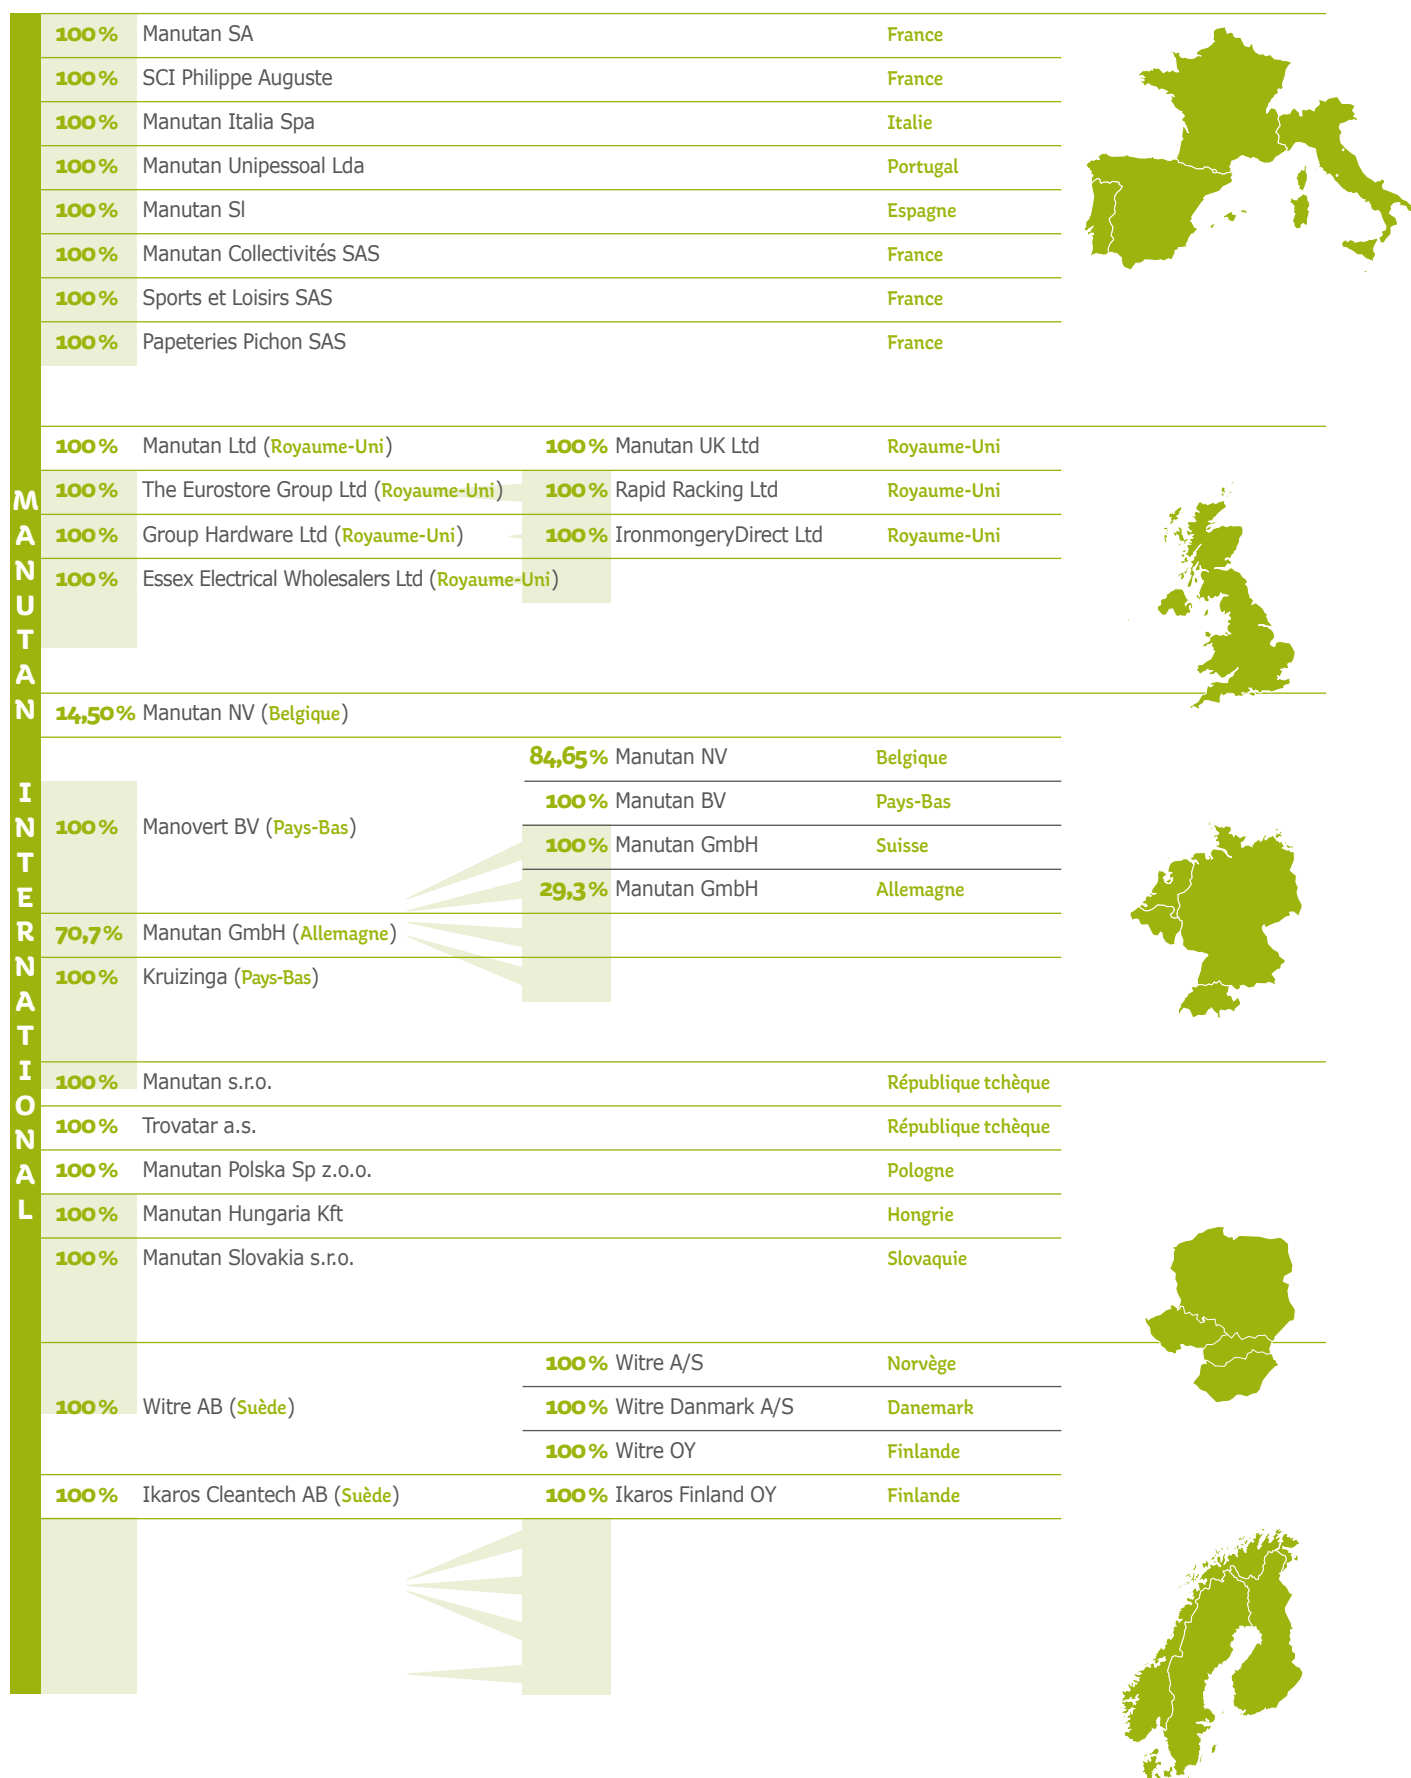 MANUTAN INTERNATIONAL
100 % Manutan SA France
100 % SCI Philippe Auguste France
100 % Manutan Italia Spa Italie
100 % Manutan Unipessoal Lda Portugal
100 % Manutan Sl Espagne
100 % Manutan Collectivités SAS France
100 % Sports et Loisirs SAS France
100 % Papeteries Pichon SAS France
100 % Manutan Ltd (Royaume-Uni) 100 % Manutan UK Ltd Royaume-Uni
100 % The Eurostore Group Ltd (Royaume-Uni) 100 % Rapid Racking Ltd Royaume-Uni
100 % Group Hardware Ltd (Royaume-Uni) 100 % IronmongeryDirect Ltd Royaume-Uni
100 % Essex Electrical Wholesalers Ltd (Royaume-Uni)
14,50 % Manutan NV (Belgique)
84,65 % Manutan NV Belgique
100 % Manutan BV Pays-Bas
100 % Manovert BV (Pays-Bas)
100 % Manutan GmbH Suisse
29,3 % Manutan GmbH Allemagne
70,7 % Manutan GmbH (Allemagne)
100 % Kruizinga (Pays-Bas)
100 % Manutan s.r.o. République tchèque
100 % Trovatar a.s. République tchèque
100 % Manutan Polska Sp z.o.o. Pologne
100 % Manutan Hungaria Kft Hongrie
100 % Manutan Slovakia s.r.o. Slovaquie
100 % Witre A/S Norvège
100 % Witre AB (Suède) 100 % Witre Danmark A/S Danemark
100 % Witre OY Finlande
100 % Ikaros Cleantech AB (Suède) 100 % Ikaros Finland OY Finlande